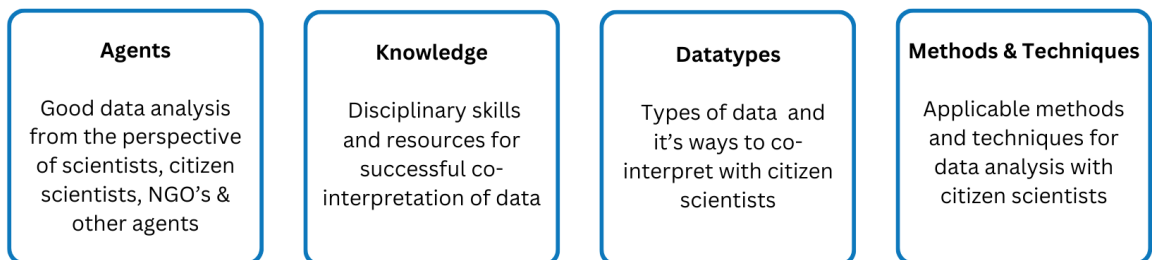 Agents
Good data analysis
from the perspective
of scientists, citizen
scientists, NGO’s &
other agents
Knowledge
Disciplinary skills
and resources for
successful co-
interpretation of data
Datatypes
Types of data and
it’s ways to co-
interpret with citizen
scientists
Methods & Techniques
Applicable methods
and techniques for
data analysis with
citizen scientists